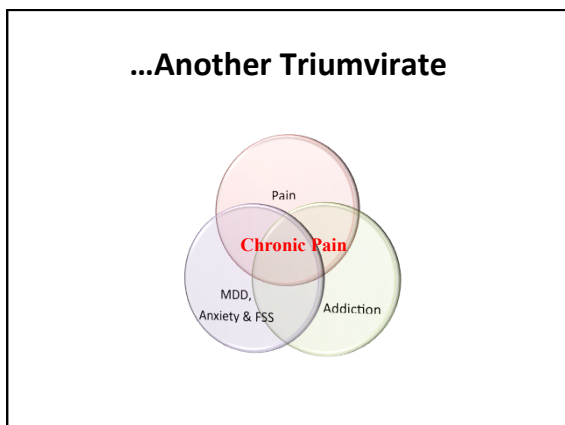 …Another Triumvirate
Pain
Chronic Pain
MDD,
Anxiety & FSS
Addiction